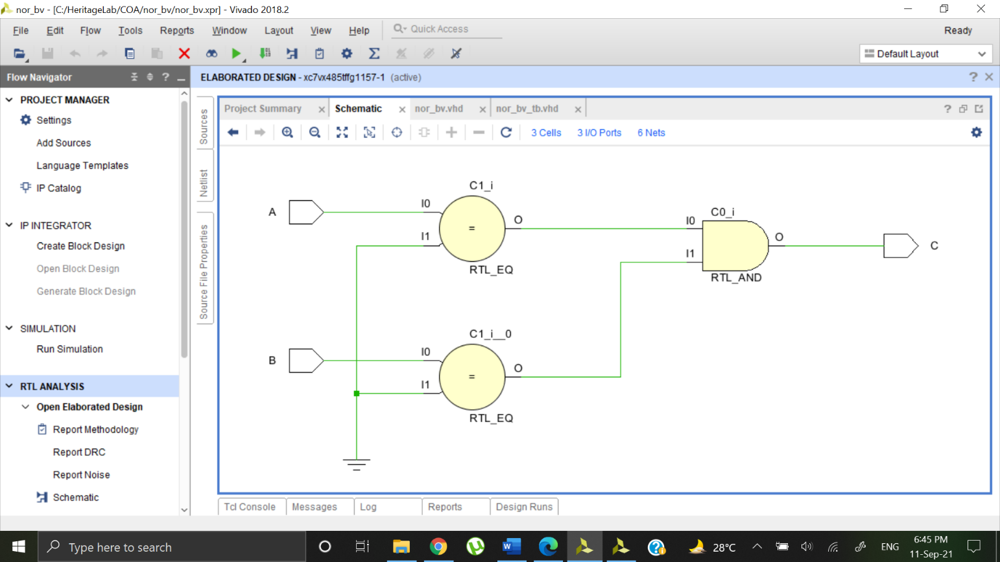 nor_bv - [C:/HeritageLab/COA/nor_bv/nor_bv.xpr] - Vivado 2018.2
File Edit Flow Tools Reports Window Layout View Help Quick Access Ready
Default Layout
Flow Navigator
ELABORATED DESIGN - xc7vx485tffg1157-1 (active)
PROJECT MANAGER
Settings
Add Sources
Language Templates
IP Catalog
IP INTEGRATOR
Create Block Design
Open Block Design
Generate Block Design
SIMULATION
Run Simulation
RTL ANALYSIS
Open Elaborated Design
Report Methodology
Report DRC
Report Noise
Schematic
Sources
Netlist
Source File Properties
Project Summary Schematic nor_bv.vhd nor_bv_tb.vhd
3 Cells 3 I/O Ports 6 Nets
C1_i
A I0
=
O
I1
RTL_EQ
C0_i
I0
O
I1
C
RTL_AND
C1_i__0
B I0
=
O
I1
RTL_EQ
Tcl Console Messages Log Reports Design Runs
Type here to search
W
28°C
ENG
6:45 PM
11-Sep-21